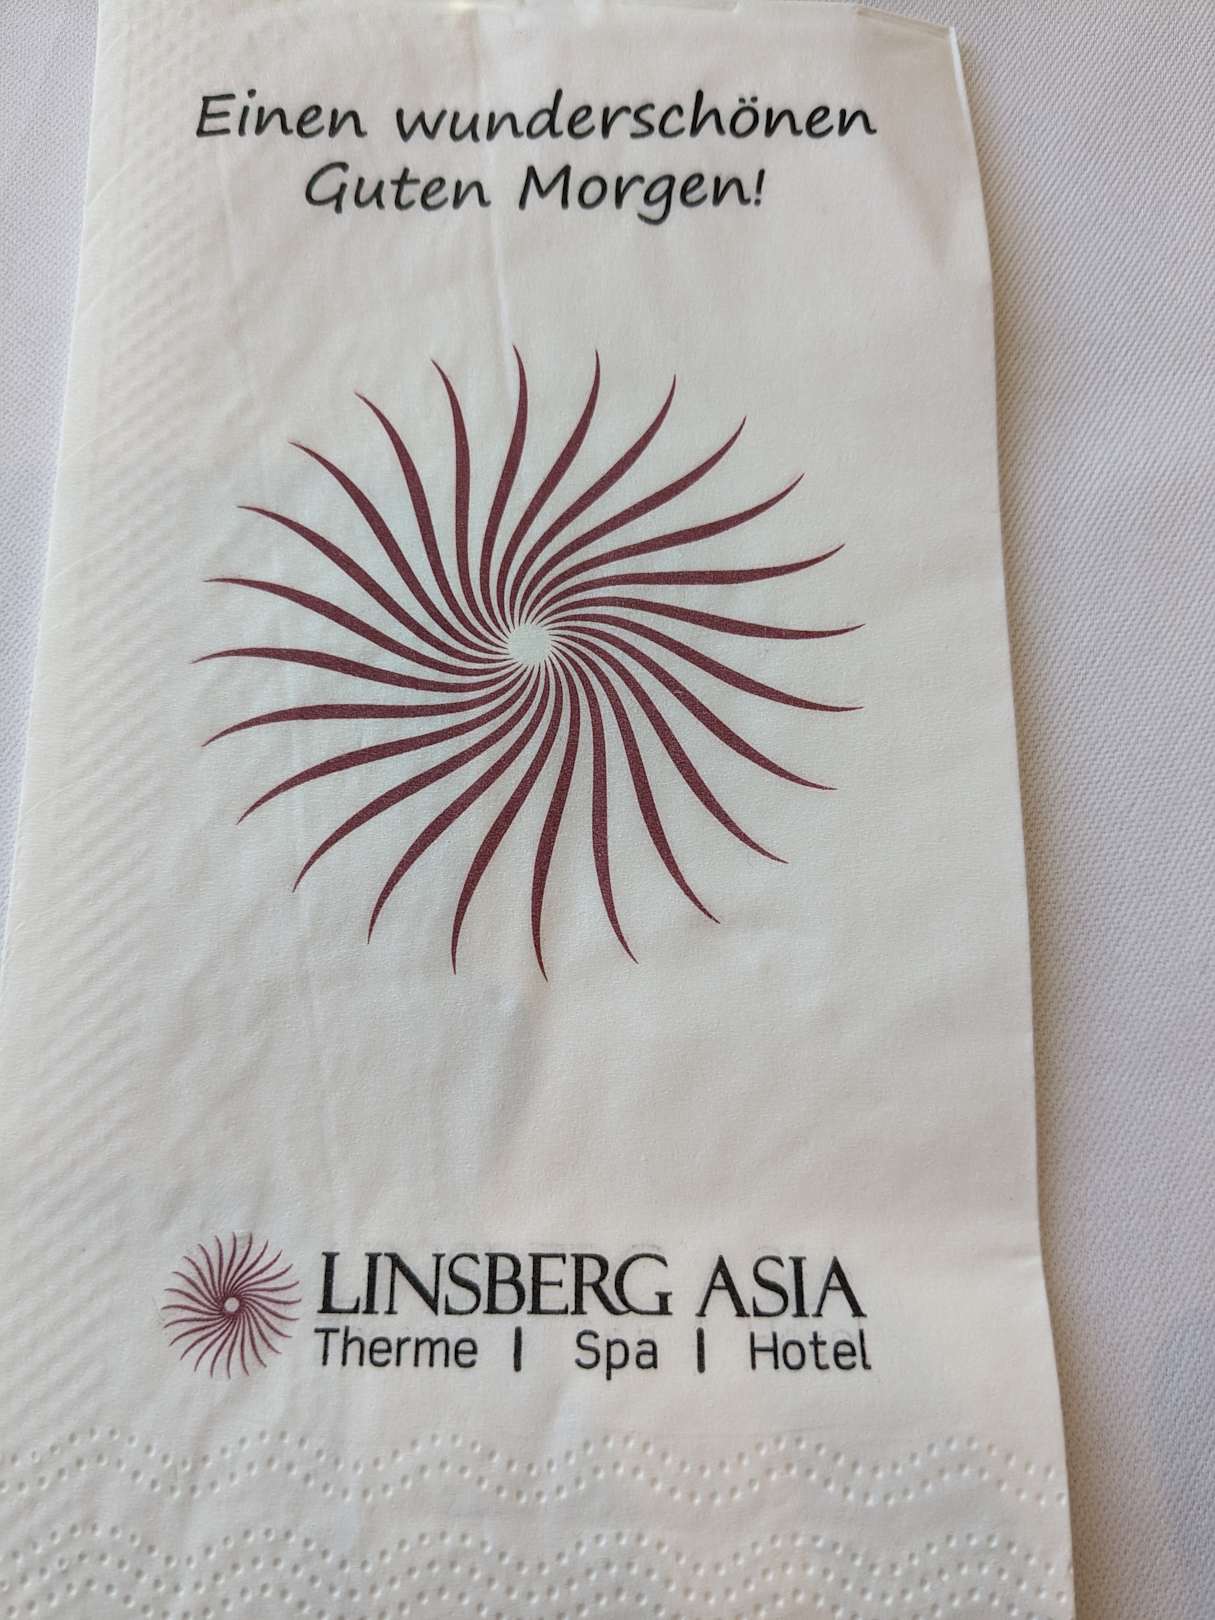 Einen wunderschönen
Guten Morgen!
LINSBERG ASIA
Therme | Spa | Hotel